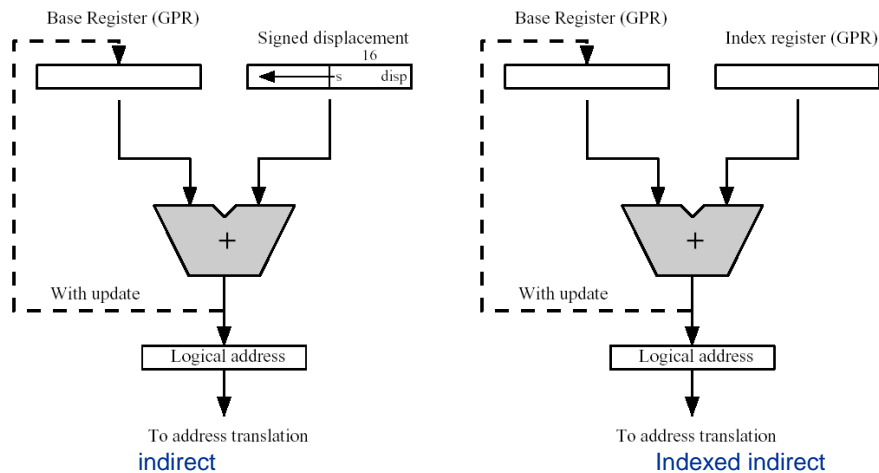 Base Register (GPR)
Signed displacement
16
s disp
+
With update
Logical address
To address translation
indirect
Base Register (GPR)
Index register (GPR)
+
With update
Logical address
To address translation
Indexed indirect